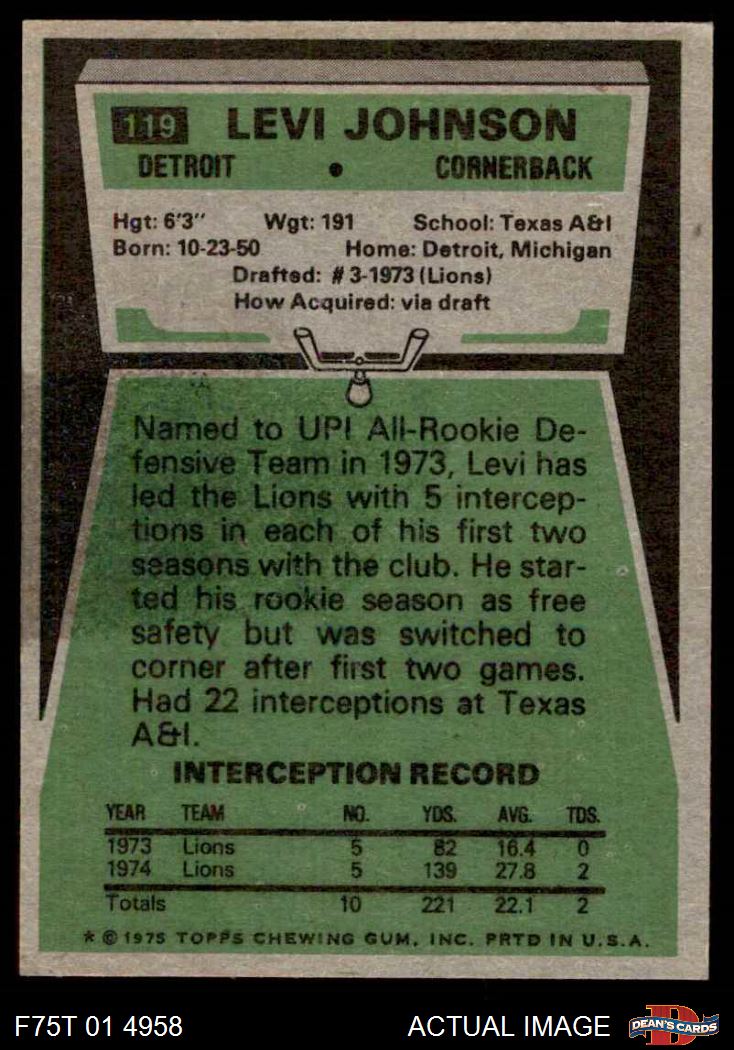 119 LEVI JOHNSON
DETROIT • CORNERBACK
Hgt: 6'3" Wgt: 191 School: Texas A&I
Born: 10-23-50 Home: Detroit, Michigan
Drafted: #3-1973 (Lions)
How Acquired: via draft
Named to UPI All-Rookie De-
fensive Team in 1973, Levi has
led the Lions with 5 intercep-
tions in each of his first two
seasons with the club. He star-
ted his rookie season as free
safety but was switched to
corner after first two games.
Had 22 interceptions at Texas
A&I.
INTERCEPTION RECORD
YEAR TEAM NO. YDS. AVG. TDS.
1973 Lions 5 82 16.4 0
1974 Lions 5 139 27.8 2
Totals 10 221 22.1 2
* © 1975 TOPPS CHEWING GUM, INC. PRTD IN U.S.A.
F75T 01 4958 ACTUAL IMAGE D DEAN'S CARDS